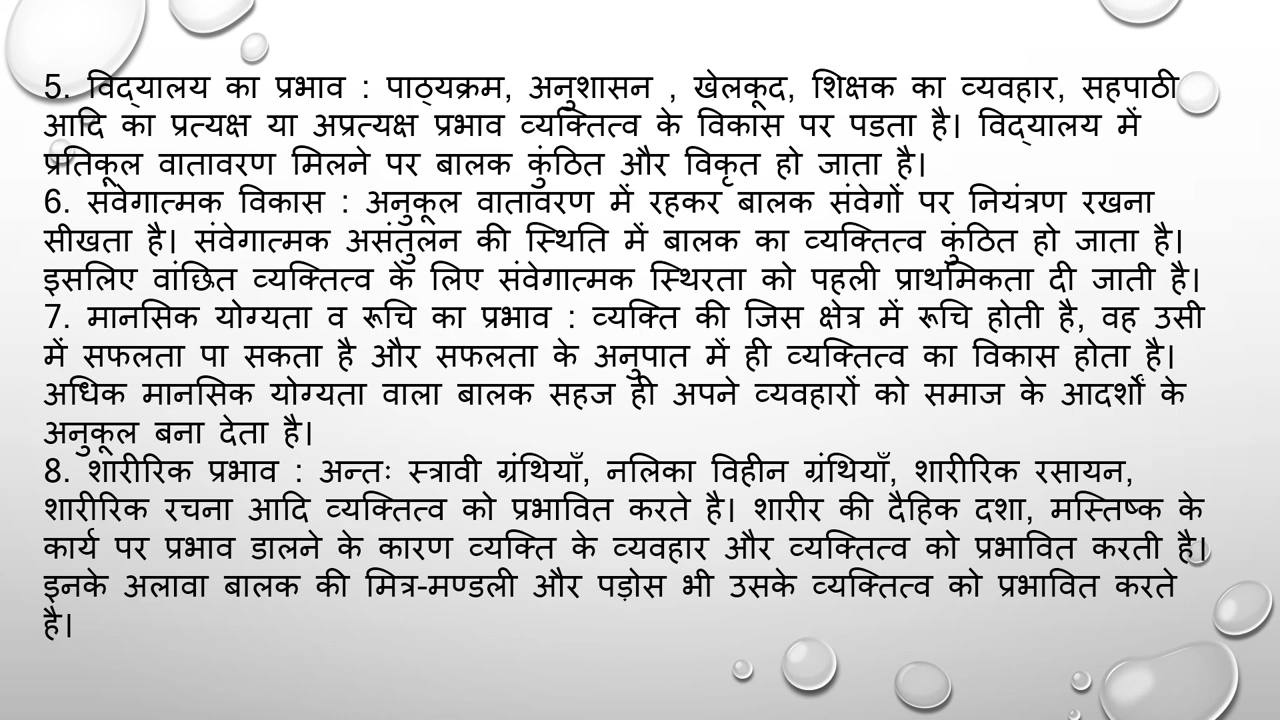 5. विद्यालय का प्रभाव : पाठ्यक्रम, अनुशासन , खेलकूद, शिक्षक का व्यवहार, सहपाठी
आदि का प्रत्यक्ष या अप्रत्यक्ष प्रभाव व्यक्तित्व के विकास पर पडता है। विद्यालय में
प्रतिकूल वातावरण मिलने पर बालक कुंठित और विकृत हो जाता है।
6. संवेगात्मक विकास : अनुकूल वातावरण में रहकर बालक संवेगों पर नियंत्रण रखना
सीखता है। संवेगात्मक असंतुलन की स्थिति में बालक का व्यक्तित्व कुंठित हो जाता है।
इसलिए वांछित व्यक्तित्व के लिए संवेगात्मक स्थिरता को पहली प्राथमिकता दी जाती है।
7. मानसिक योग्यता व रूचि का प्रभाव : व्यक्ति की जिस क्षेत्र में रूचि होती है, वह उसी
में सफलता पा सकता है और सफलता के अनुपात में ही व्यक्तित्व का विकास होता है।
अधिक मानसिक योग्यता वाला बालक सहज ही अपने व्यवहारों को समाज के आदर्शों के
अनुकूल बना देता है।
8. शारीरिक प्रभाव : अन्तः स्त्रावी ग्रंथियाँ, नलिका विहीन ग्रंथियाँ, शारीरिक रसायन,
शारीरिक रचना आदि व्यक्तित्व को प्रभावित करते है। शारीर की दैहिक दशा, मस्तिष्क के
कार्य पर प्रभाव डालने के कारण व्यक्ति के व्यवहार और व्यक्तित्व को प्रभावित करती है।
इनके अलावा बालक की मित्र-मण्डली और पड़ोस भी उसके व्यक्तित्व को प्रभावित करते
है।